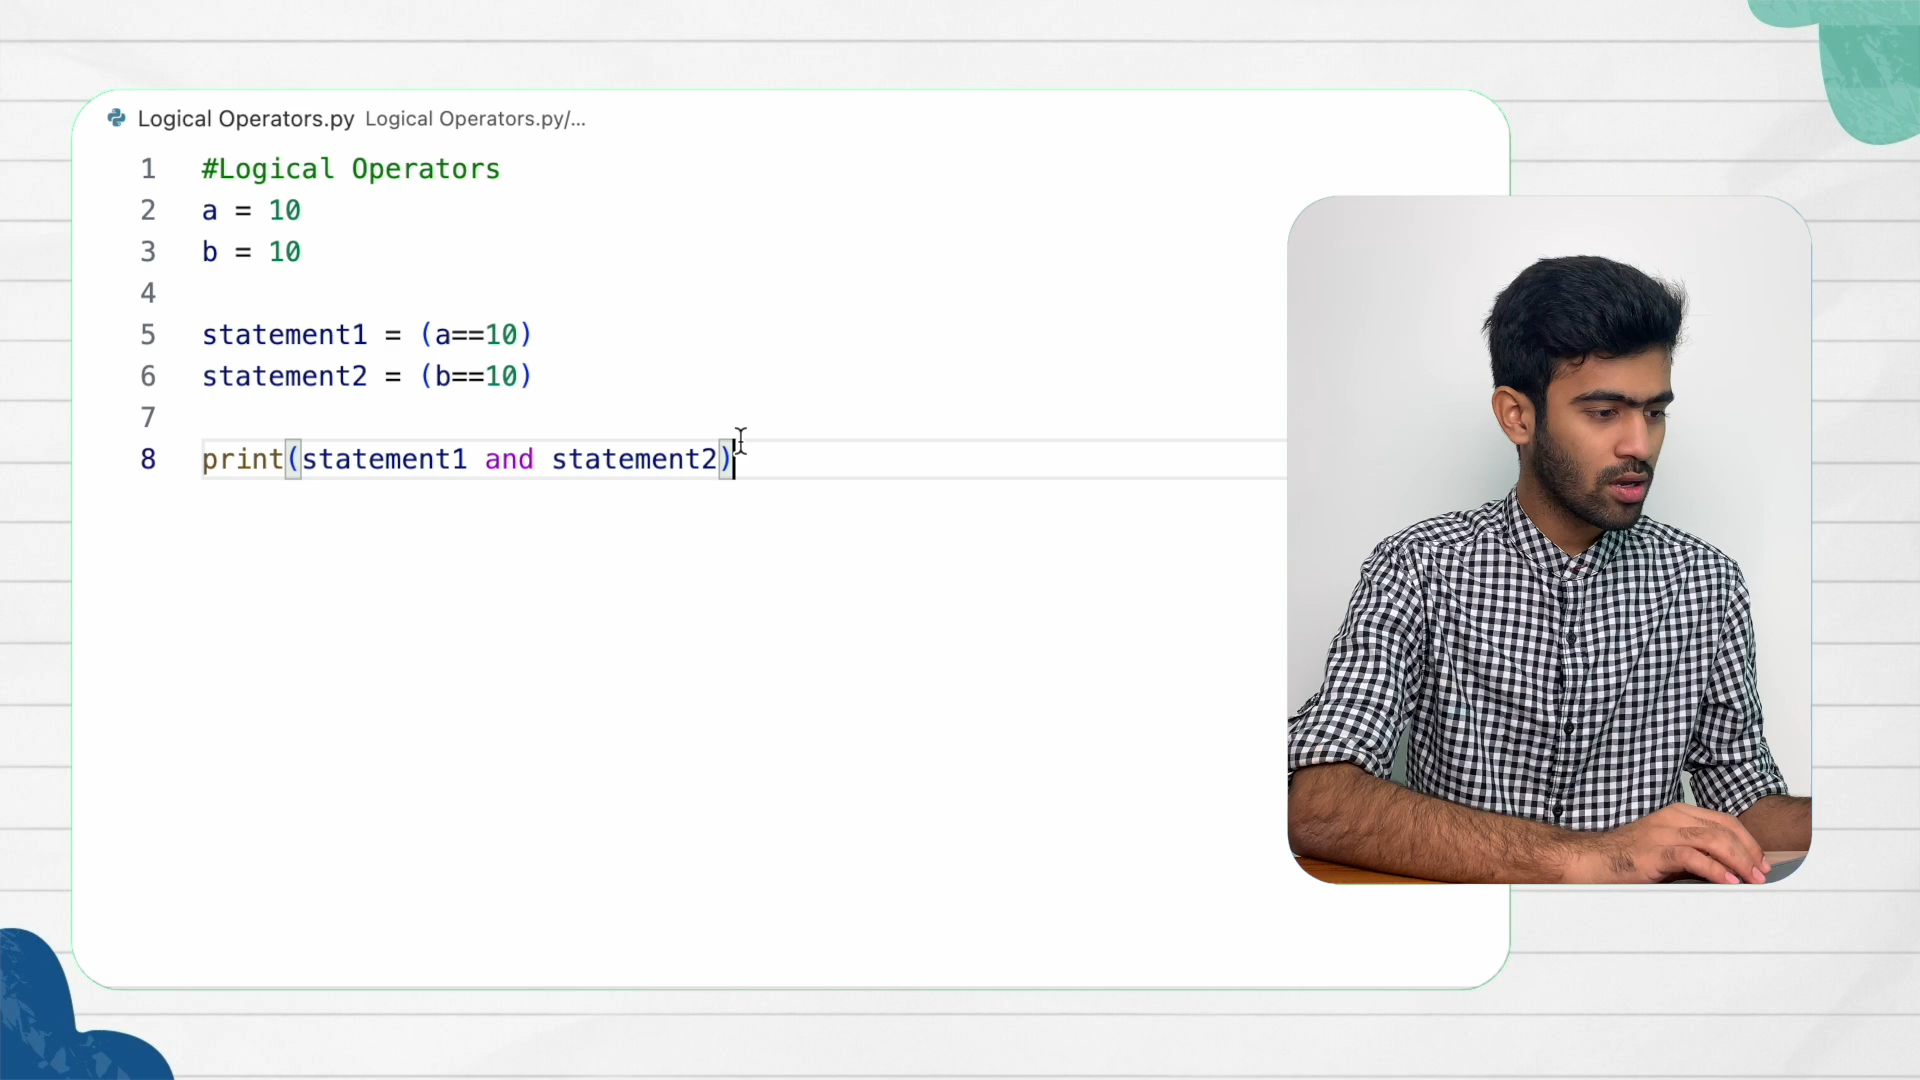 Logical Operators.py Logical Operators.py/...
1 #Logical Operators
2 a = 10
3 b = 10
4
5 statement1 = (a==10)
6 statement2 = (b==10)
7
8 print(statement1 and statement2)